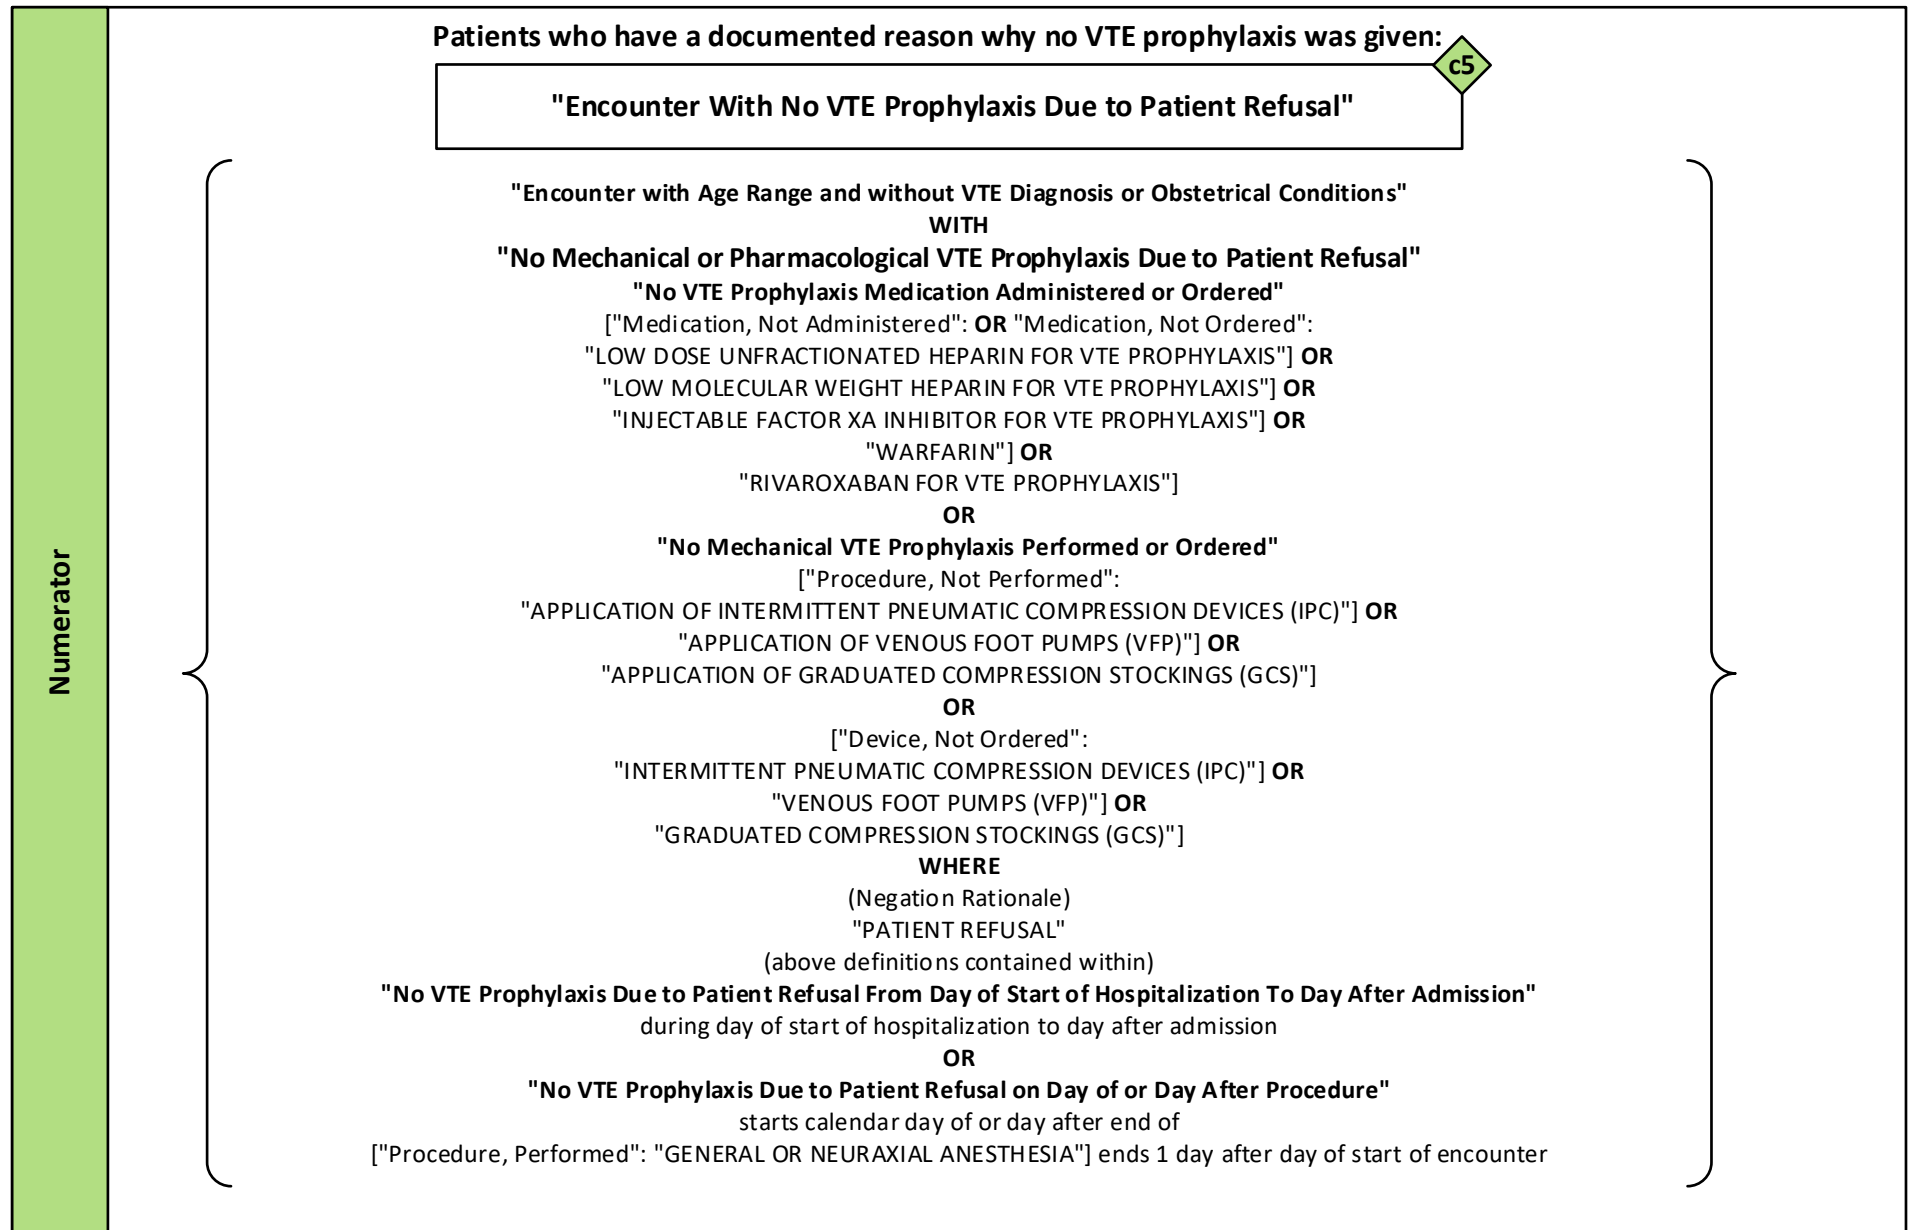 Patients who have a documented reason why no VTE prophylaxis was given:
c5
"Encounter With No VTE Prophylaxis Due to Patient Refusal"
"Encounter with Age Range and without VTE Diagnosis or Obstetrical Conditions"
WITH
"No Mechanical or Pharmacological VTE Prophylaxis Due to Patient Refusal"
"No VTE Prophylaxis Medication Administered or Ordered"
["Medication, Not Administered": OR "Medication, Not Ordered":
"LOW DOSE UNFRACTIONATED HEPARIN FOR VTE PROPHYLAXIS"] OR
"LOW MOLECULAR WEIGHT HEPARIN FOR VTE PROPHYLAXIS"] OR
"INJECTABLE FACTOR XA INHIBITOR FOR VTE PROPHYLAXIS"] OR
"WARFARIN"] OR
"RIVAROXABAN FOR VTE PROPHYLAXIS"]
OR
"No Mechanical VTE Prophylaxis Performed or Ordered"
["Procedure, Not Performed":
"APPLICATION OF INTERMITTENT PNEUMATIC COMPRESSION DEVICES (IPC)"] OR
"APPLICATION OF VENOUS FOOT PUMPS (VFP)"] OR
"APPLICATION OF GRADUATED COMPRESSION STOCKINGS (GCS)"]
OR
["Device, Not Ordered":
"INTERMITTENT PNEUMATIC COMPRESSION DEVICES (IPC)"] OR
"VENOUS FOOT PUMPS (VFP)"] OR
"GRADUATED COMPRESSION STOCKINGS (GCS)"]
WHERE
(Negation Rationale)
"PATIENT REFUSAL"
(above definitions contained within)
"No VTE Prophylaxis Due to Patient Refusal From Day of Start of Hospitalization To Day After Admission"
during day of start of hospitalization to day after admission
OR
"No VTE Prophylaxis Due to Patient Refusal on Day of or Day After Procedure"
starts calendar day of or day after end of
["Procedure, Performed": "GENERAL OR NEURAXIAL ANESTHESIA"] ends 1 day after day of start of encounter
Numerator